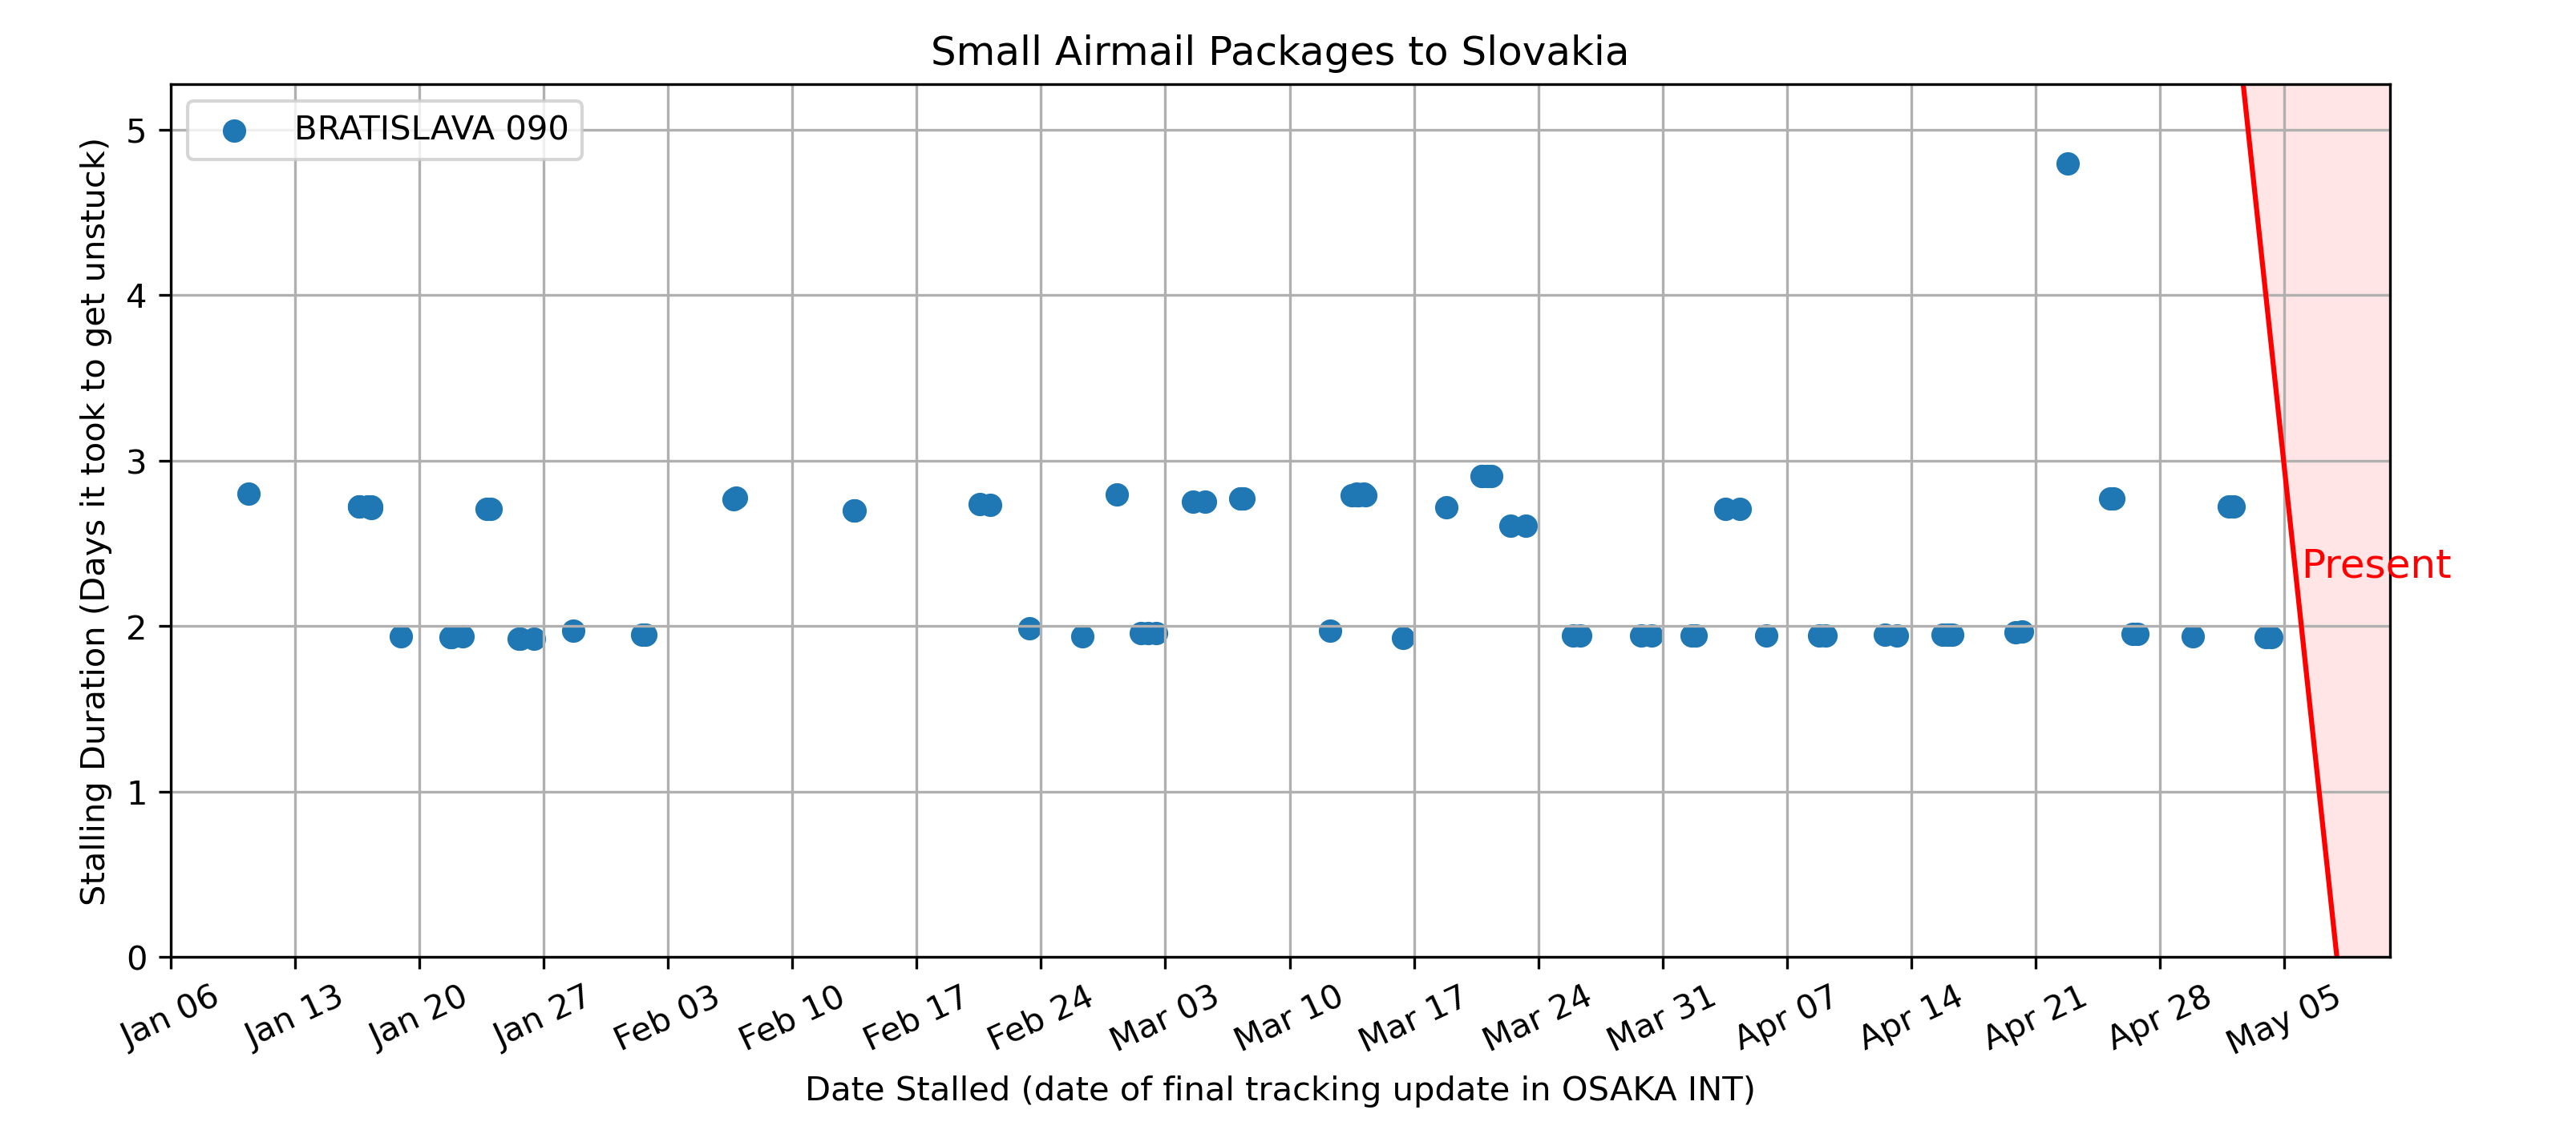 Small Airmail Packages to Slovakia
BRATISLAVA 090
Stalling Duration (Days it took to get unstuck)
5
4
3
2
1
0
Present
Jan 06
Jan 13
Jan 20
Jan 27
Feb 03
Feb 10
Feb 17
Feb 24
Mar 03
Mar 10
Mar 17
Mar 24
Mar 31
Apr 07
Apr 14
Apr 21
Apr 28
May 05
Date Stalled (date of final tracking update in OSAKA INT)